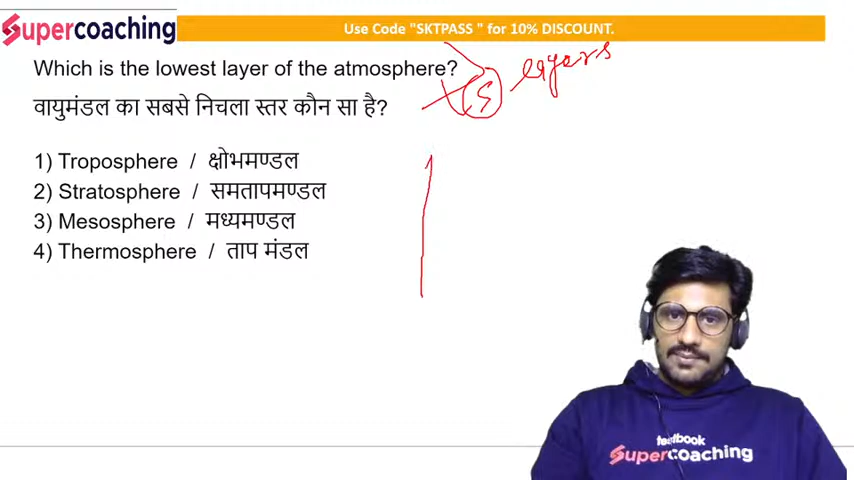 Supercoaching
Use Code "SKTPASS " for 10% DISCOUNT.
Which is the lowest layer of the atmosphere?
5 layers
वायुमंडल का सबसे निचला स्तर कौन सा है?
1) Troposphere / क्षोभमण्डल
2) Stratosphere / समतापमण्डल
3) Mesosphere / मध्यमण्डल
4) Thermosphere / ताप मंडल
testbook
Supercoaching